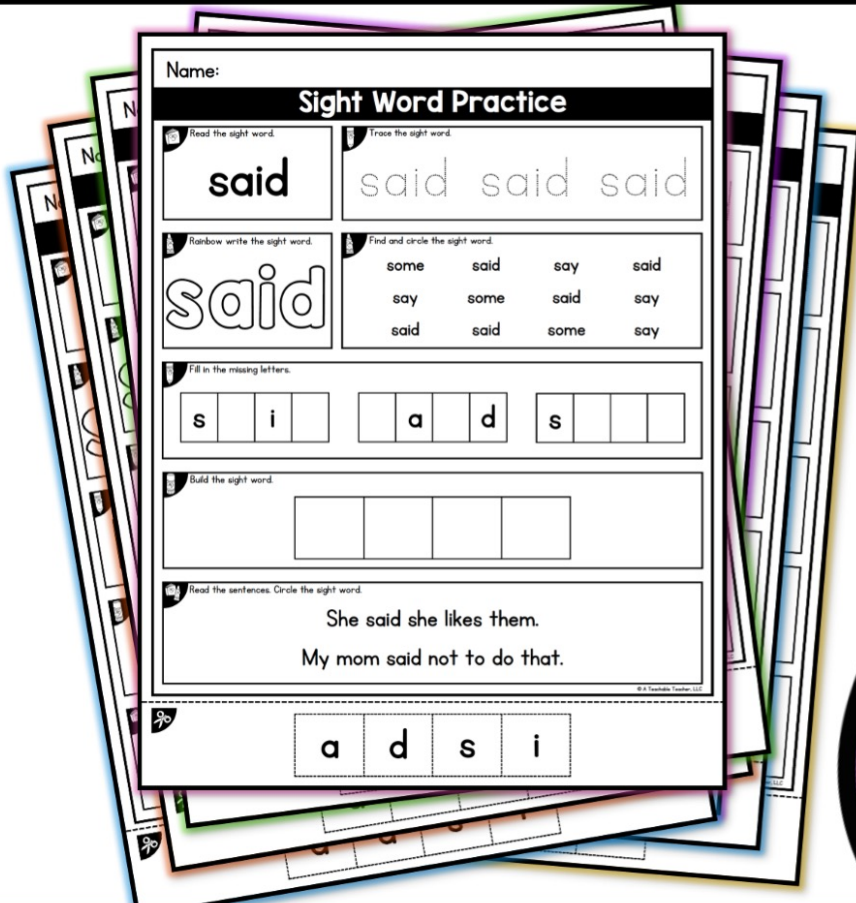 Name:
Sight Word Practice
Read the sight word.
said
Trace the sight word.
said said said
Rainbow write the sight word.
said
Find and circle the sight word.
some said say said
say some said say
said said some say
Fill in the missing letters.
s i
a d
s
Build the sight word.
Read the sentences. Circle the sight word.
She said she likes them.
My mom said not to do that.
© A Teachable Teacher, LLC
a d s i